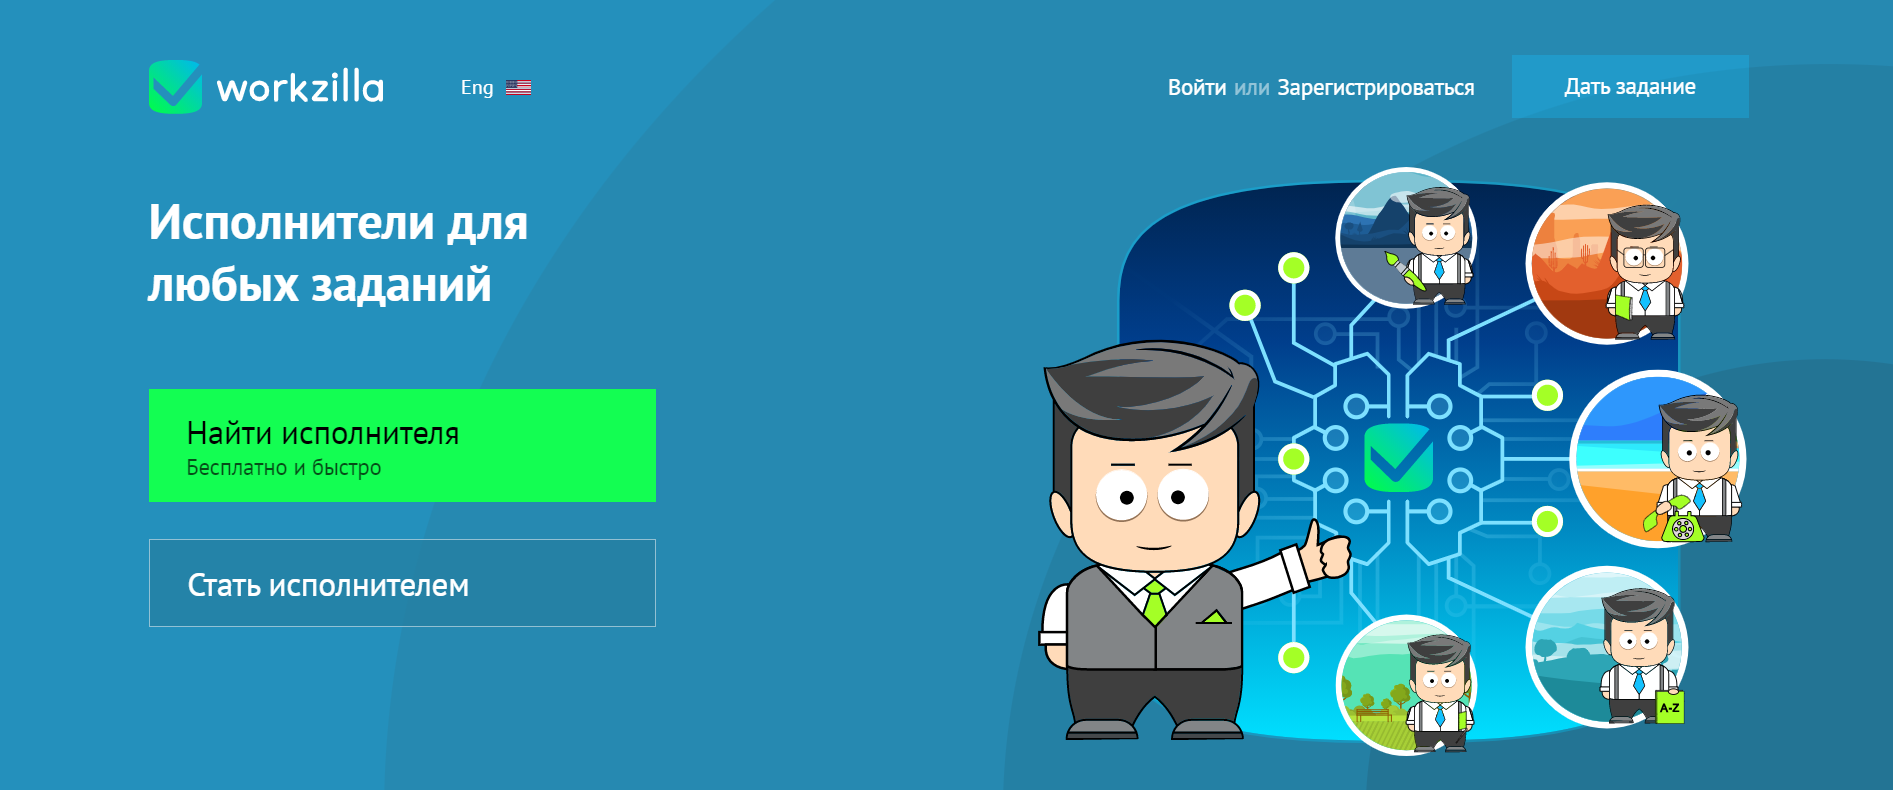 workzilla
Eng
Войти или Зарегистрироваться
Дать задание
Исполнители для
любых заданий
Найти исполнителя
Бесплатно и быстро
Стать исполнителем
A-Z